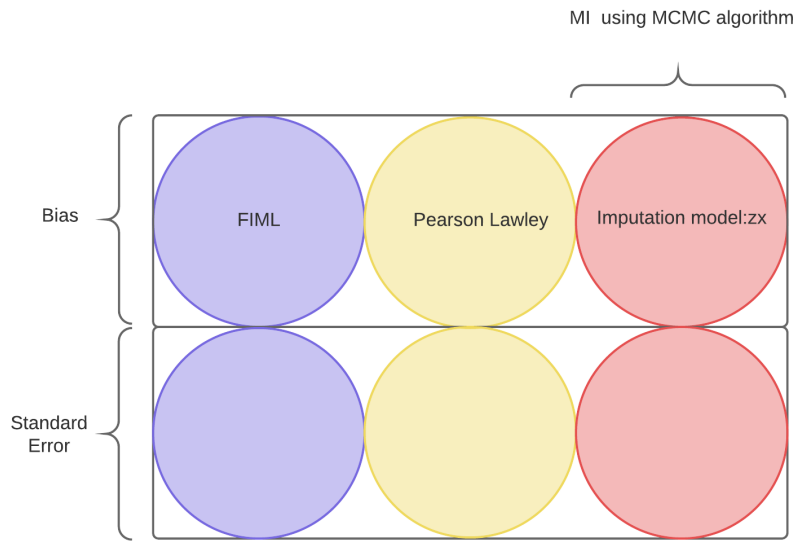 MI using MCMC algorithm
Bias
FIML
Pearson Lawley
Imputation model:zx
Standard
Error